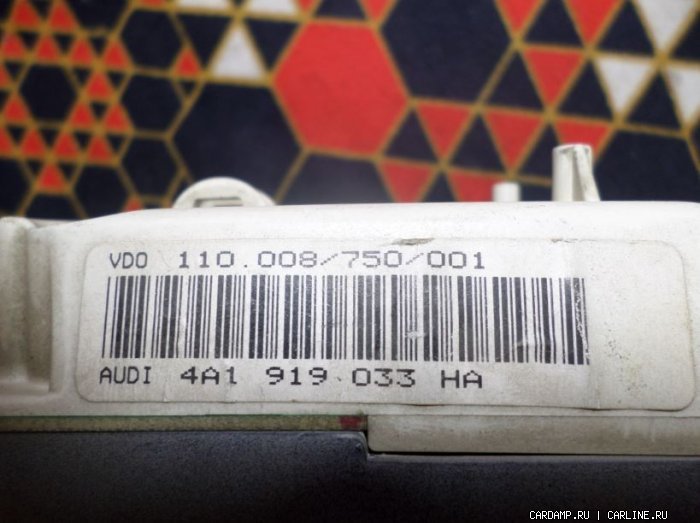 VDO 110.008/750/001
AUDI 4A1 919 033 HA
CARDAMP.RU | CARLINE.RU